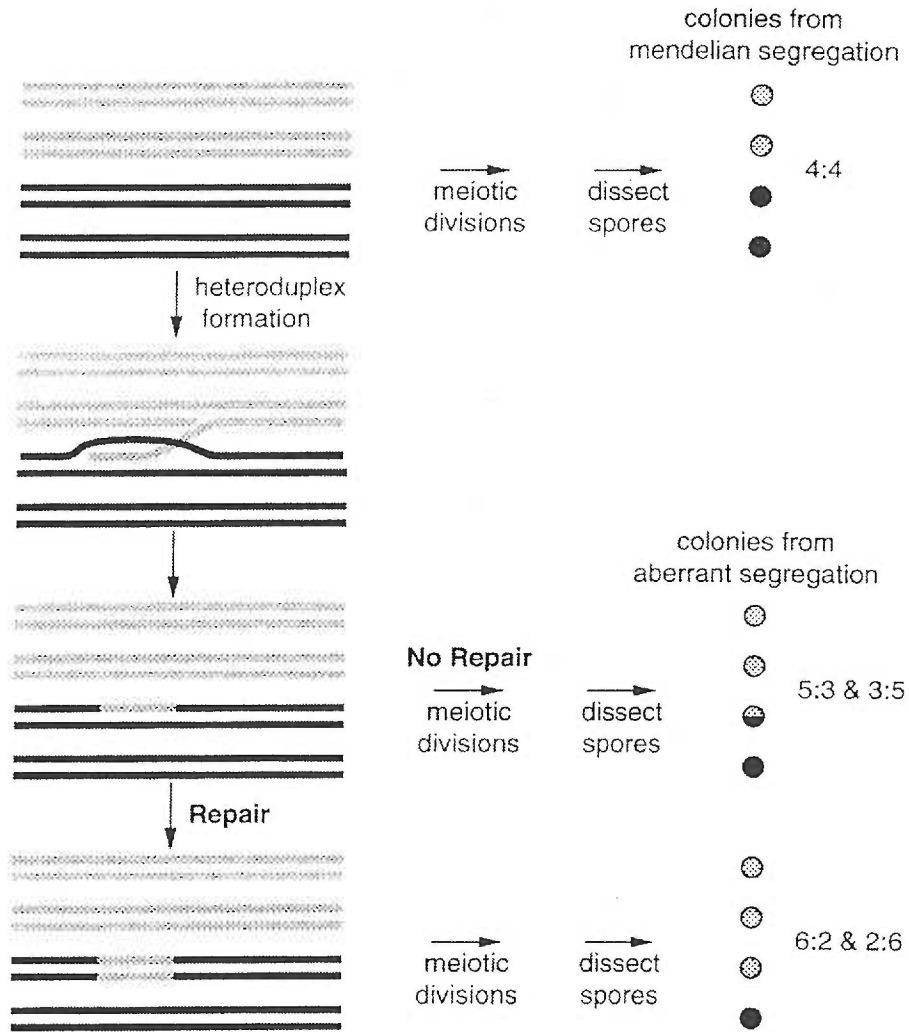 colonies from
mendelian segregation
4:4
meiotic
divisions
dissect
spores
heteroduplex
formation
colonies from
aberrant segregation
No Repair
meiotic
divisions
dissect
spores
5:3 & 3:5
Repair
meiotic
divisions
dissect
spores
6:2 & 2:6